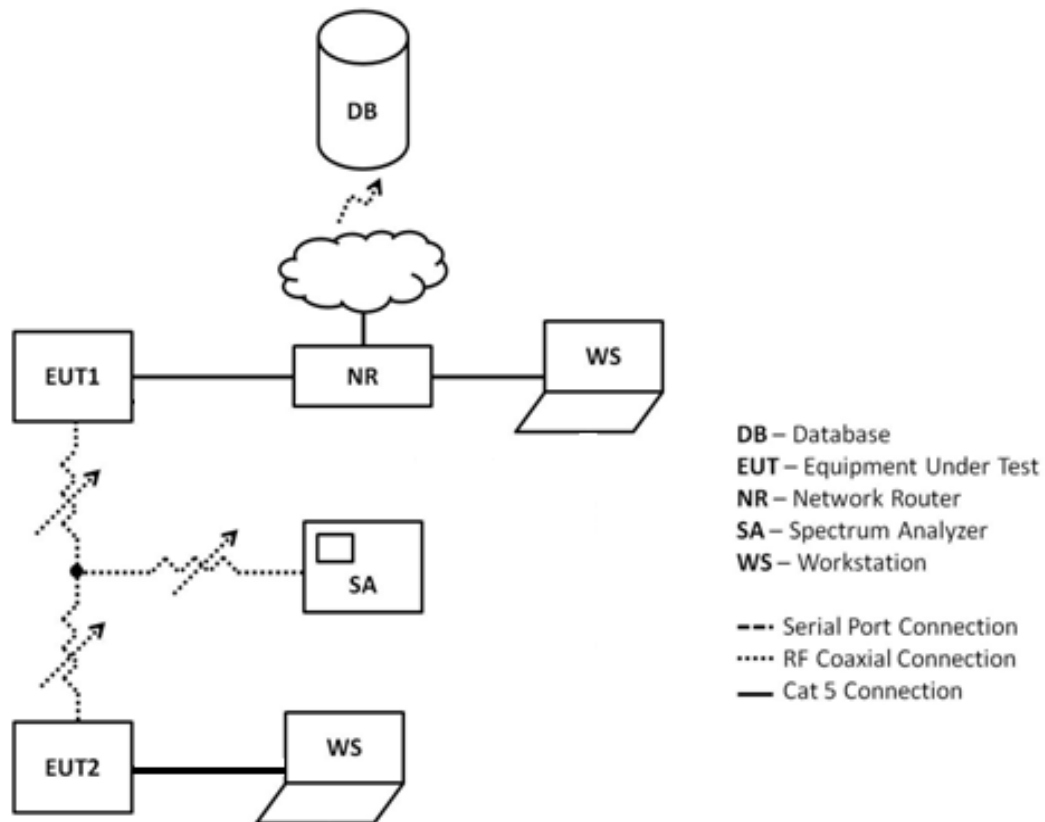 DB
EUT1
NR
WS
SA
EUT2
WS
DB – Database
EUT – Equipment Under Test
NR – Network Router
SA – Spectrum Analyzer
WS – Workstation
Serial Port Connection
RF Coaxial Connection
Cat 5 Connection